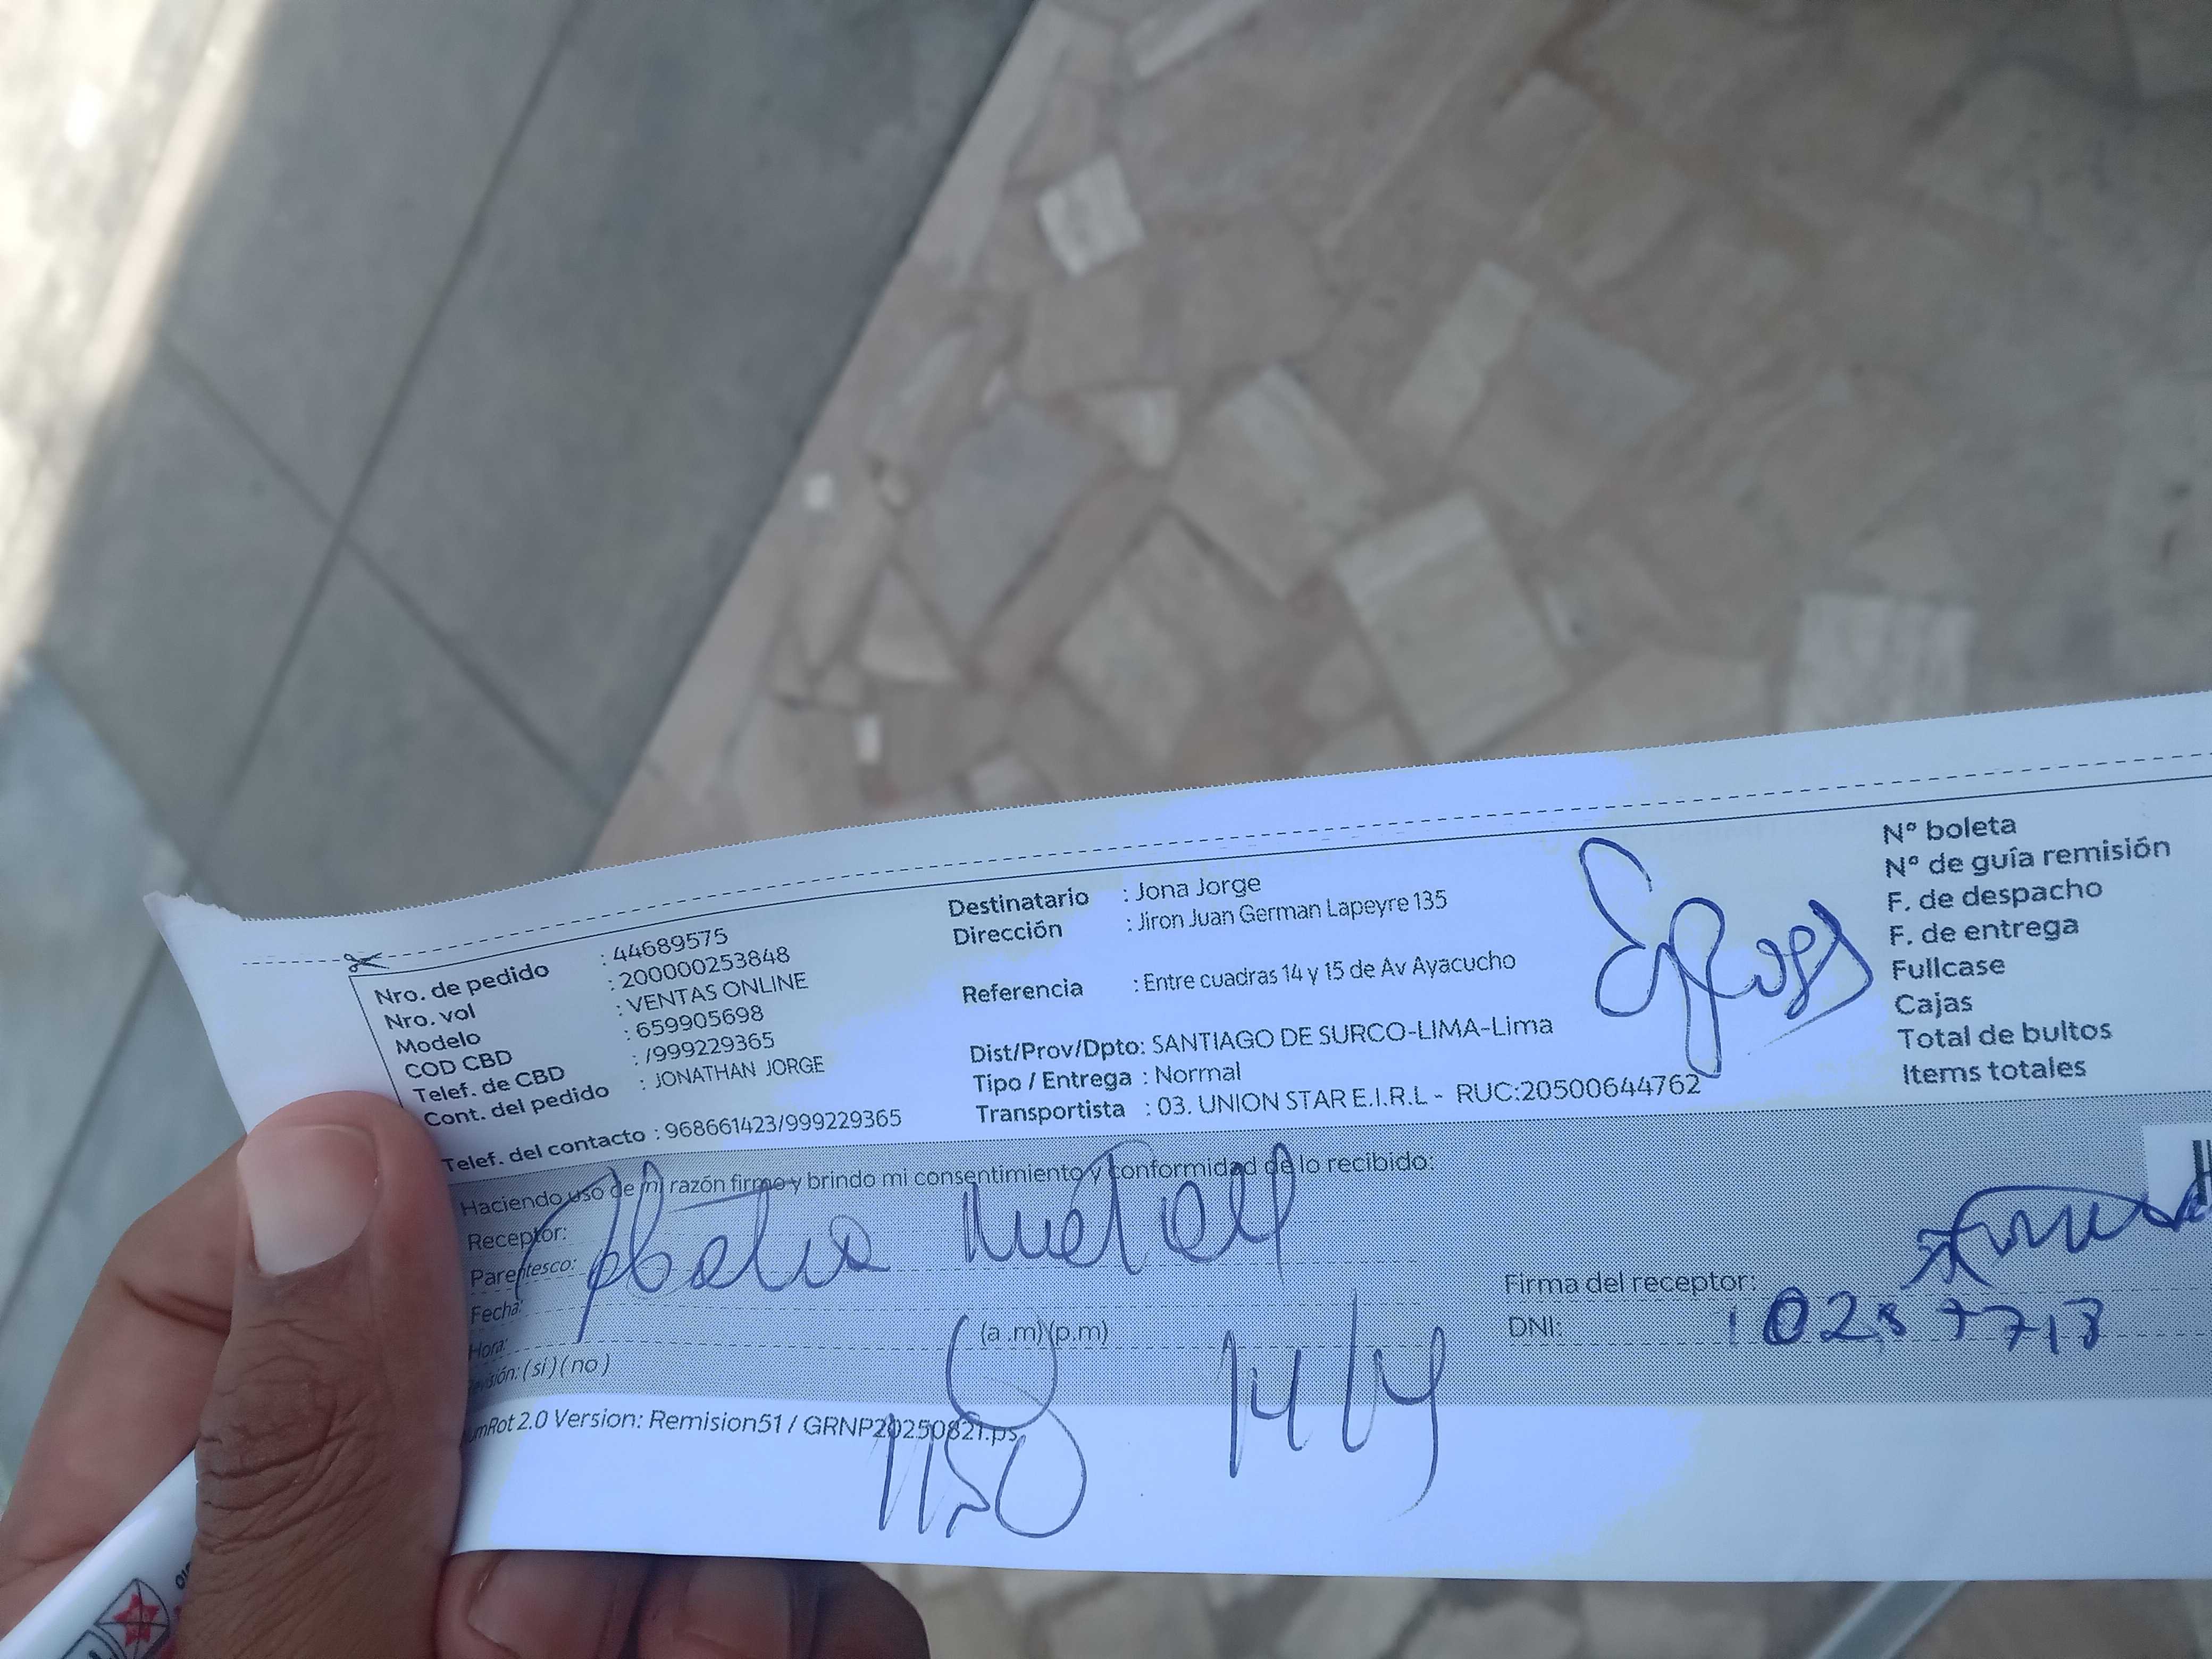 Nro. de pedido : 44689575
Nro. vol : 200000253848
Modelo : VENTAS ONLINE
COD CBD : 659905698
Telef. de CBD : /999229365
Cont. del pedido : JONATHAN JORGE
Telef. del contacto : 968661423/999229365
Destinatario : Jona Jorge
Dirección : Jiron Juan German Lapeyre 135
Referencia : Entre cuadras 14 y 15 de Av Ayacucho
Dist/Prov/Dpto: SANTIAGO DE SURCO-LIMA-Lima
Tipo / Entrega : Normal
Transportista : 03. UNION STAR E.I.R.L - RUC:20500644762
N° boleta
N° de guía remisión
F. de despacho
F. de entrega
Fullcase
Cajas
Total de bultos
Items totales
Haciendo uso de mi razón firmo y brindo mi consentimiento y conformidad de lo recibido:
Receptor:
Parentesco:
Fecha:
Hora: (a.m) (p.m)
(si) (no)
Firma del receptor:
DNI:
2.0 Version: Remision51 / GRNP20250821.ps